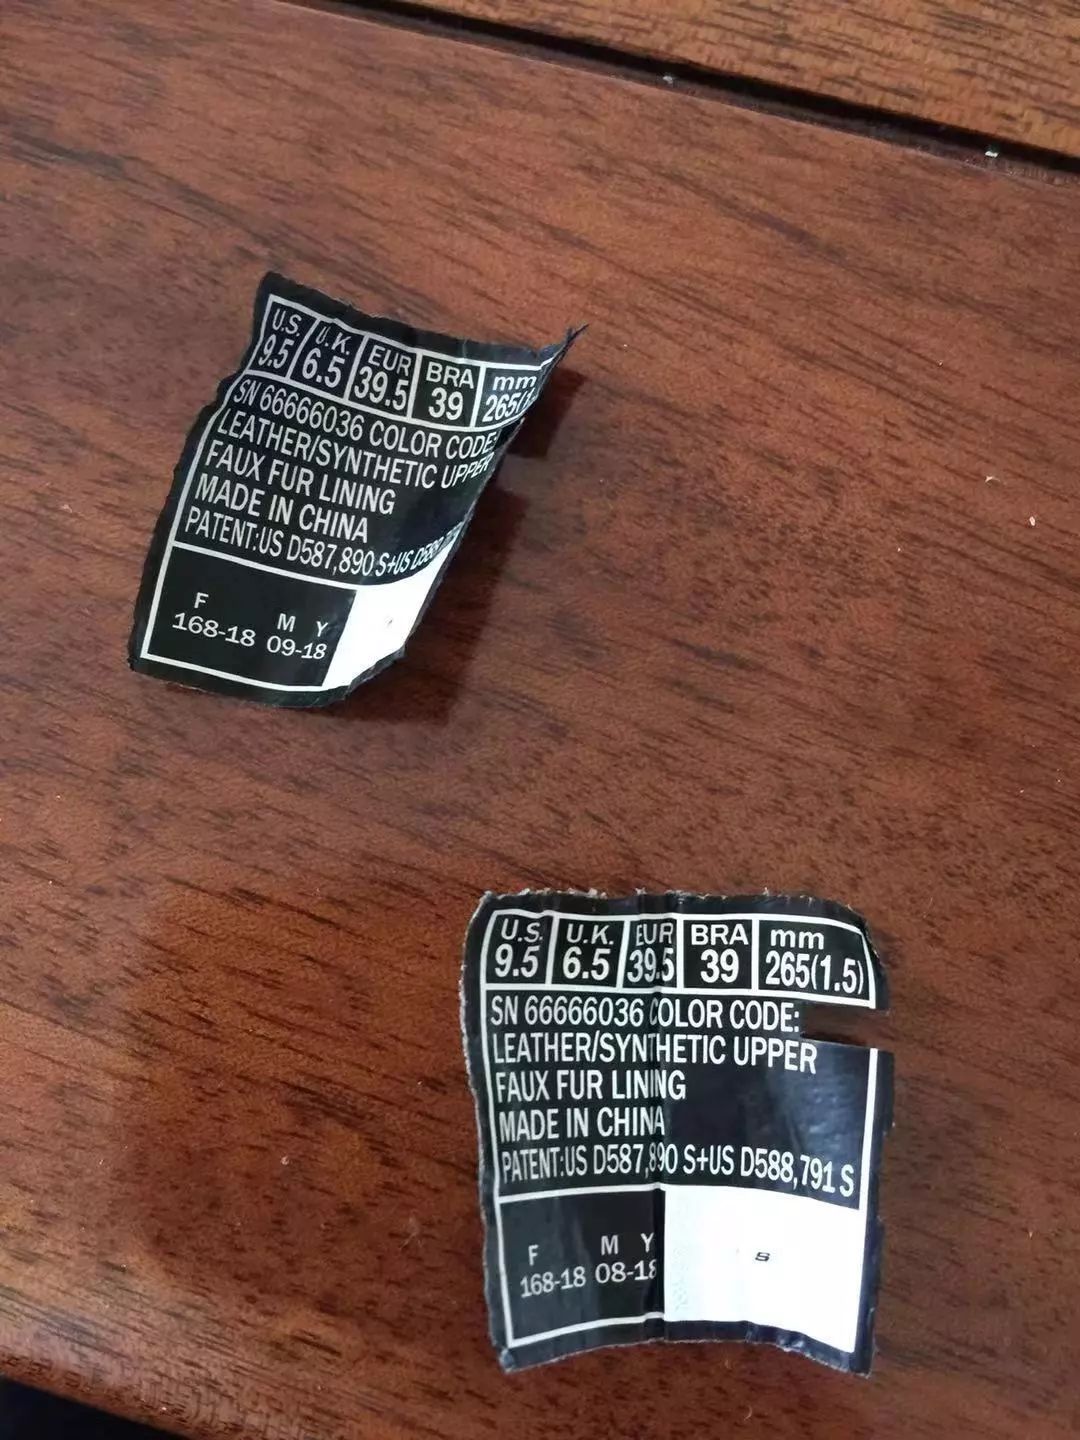 U.S. U.K. EUR BRA mm
9.5 6.5 39.5 39 265(1.
SN 66666036 COLOR CODE:
LEATHER/SYNTHETIC UPPER
FAUX FUR LINING
MADE IN CHINA
PATENT:US D587,890 S+US
F M Y
168-18 09-18
U.S. U.K. EUR BRA mm
9.5 6.5 39.5 39 265(1.5)
SN 66666036 COLOR CODE:
LEATHER/SYNTHETIC UPPER
FAUX FUR LINING
MADE IN CHINA
PATENT:US D587,890 S+US D588,791 S
F M Y
168-18 08-18
S